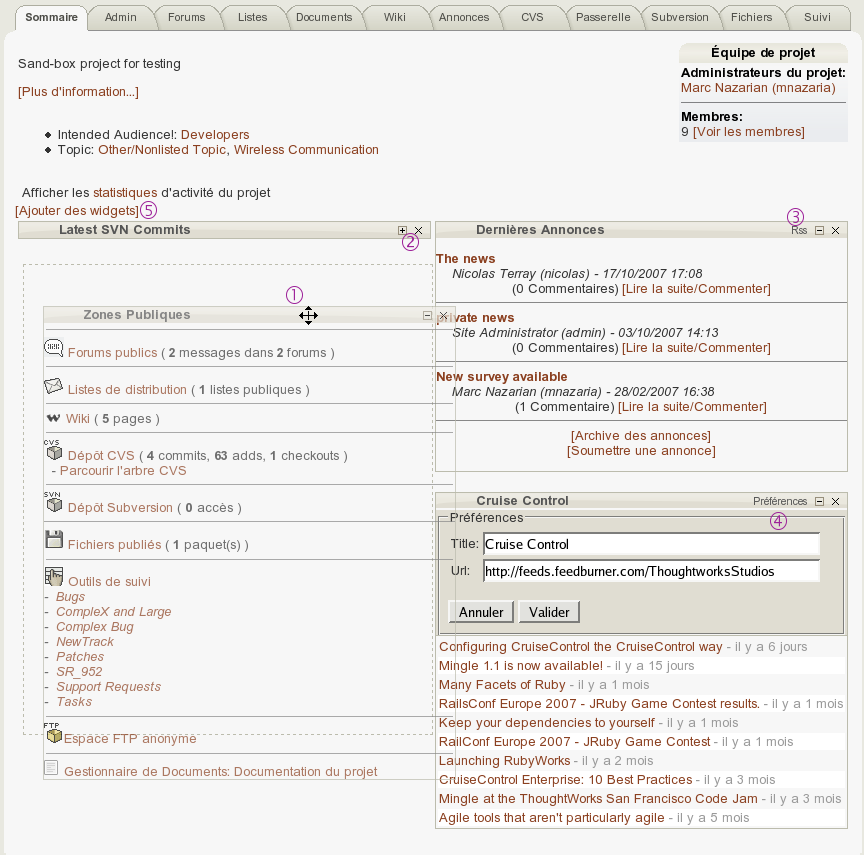 Sommaire Admin Forums Listes Documents Wiki Annonces CVS Passerelle Subversion Fichiers Suivi
Sand-box project for testing
[Plus d'information...]
Équipe de projet
Administrateurs du projet:
Marc Nazarian (mnazaria)
Membres:
9 [Voir les membres]
Intended Audience!: Developers
Topic: Other/Nonlisted Topic, Wireless Communication
Afficher les statistiques d'activité du projet
[Ajouter des widgets] ⑤
Latest SVN Commits
②
①
Zones Publiques
Forums publics ( 2 messages dans 2 forums )
Listes de distribution ( 1 listes publiques )
Wiki ( 5 pages )
CVS
Dépôt CVS ( 4 commits, 63 adds, 1 checkouts )
- Parcourir l'arbre CVS
SVN
Dépôt Subversion ( 0 accès )
Fichiers publiés ( 1 paquet(s) )
Outils de suivi
- Bugs
- CompleX and Large
- Complex Bug
- NewTrack
- Patches
- SR_952
- Support Requests
- Tasks
FTP
Espace FTP anonyme
Gestionnaire de Documents: Documentation du projet
③
Dernières Annonces Rss
The news
Nicolas Terray (nicolas) - 17/10/2007 17:08
(0 Commentaires) [Lire la suite/Commenter]
private news
Site Administrator (admin) - 03/10/2007 14:13
(0 Commentaires) [Lire la suite/Commenter]
New survey available
Marc Nazarian (mnazaria) - 28/02/2007 16:38
(1 Commentaire) [Lire la suite/Commenter]
[Archive des annonces]
[Soumettre une annonce]
Cruise Control Préférences
④
Préférences
Title: Cruise Control
Url: http://feeds.feedburner.com/ThoughtworksStudios
Annuler Valider
Configuring CruiseControl the CruiseControl way - il y a 6 jours
Mingle 1.1 is now available! - il y a 15 jours
Many Facets of Ruby - il y a 1 mois
RailsConf Europe 2007 - JRuby Game Contest results. - il y a 1 mois
Keep your dependencies to yourself - il y a 1 mois
RailConf Europe 2007 - JRuby Game Contest - il y a 1 mois
Launching RubyWorks - il y a 2 mois
CruiseControl Enterprise: 10 Best Practices - il y a 3 mois
Mingle at the ThoughtWorks San Francisco Code Jam - il y a 3 mois
Agile tools that aren't particularly agile - il y a 5 mois